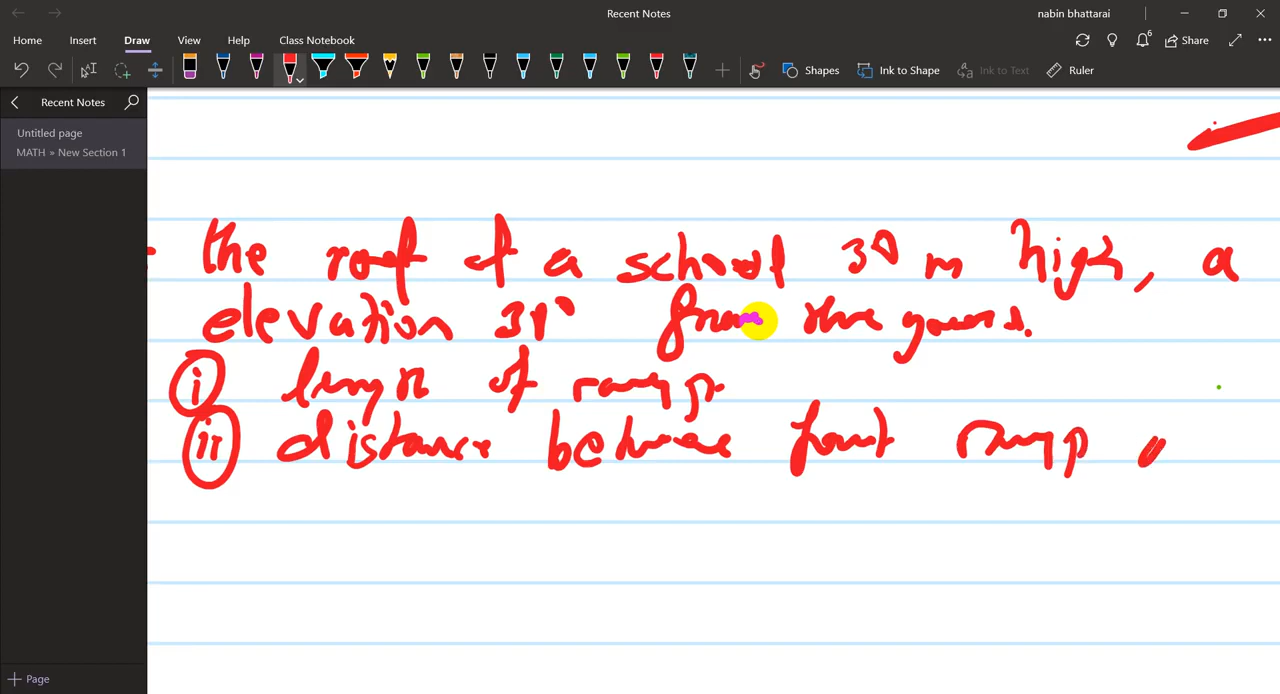 Recent Notes
nabin bhattarai
Home Insert Draw View Help Class Notebook
6 Share
Shapes Ink to Shape Ink to Text Ruler
Recent Notes
Untitled page
MATH » New Section 1
the roof of a school 30 m high, a
elevation 30° from the
i length of ramp.
ii distance between ramp
Page